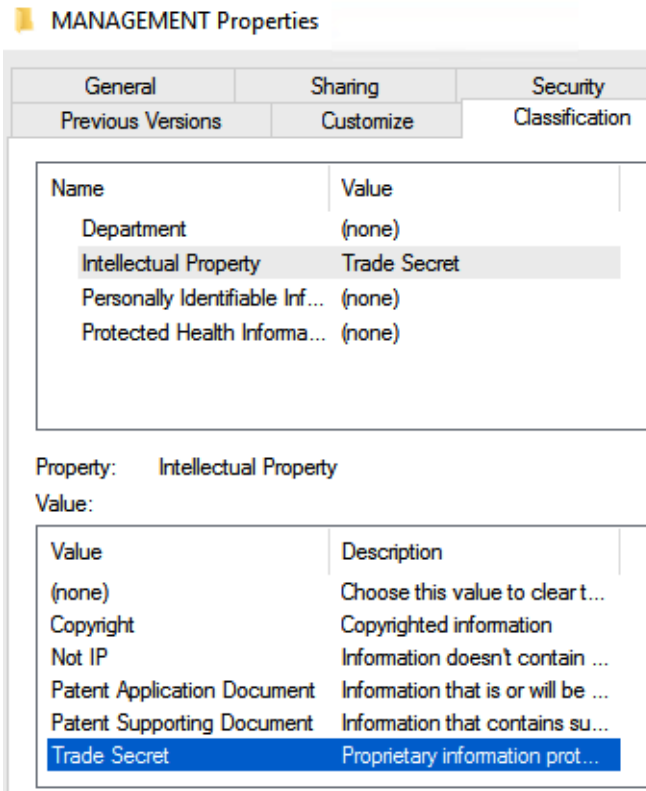 MANAGEMENT Properties
General Sharing Security
Previous Versions Customize Classification
Name Value
Department (none)
Intellectual Property Trade Secret
Personally Identifiable Inf... (none)
Protected Health Informa... (none)
Property: Intellectual Property
Value:
Value Description
(none) Choose this value to clear t...
Copyright Copyrighted information
Not IP Information doesn't contain ...
Patent Application Document Information that is or will be ...
Patent Supporting Document Information that contains su...
Trade Secret Proprietary information prot...